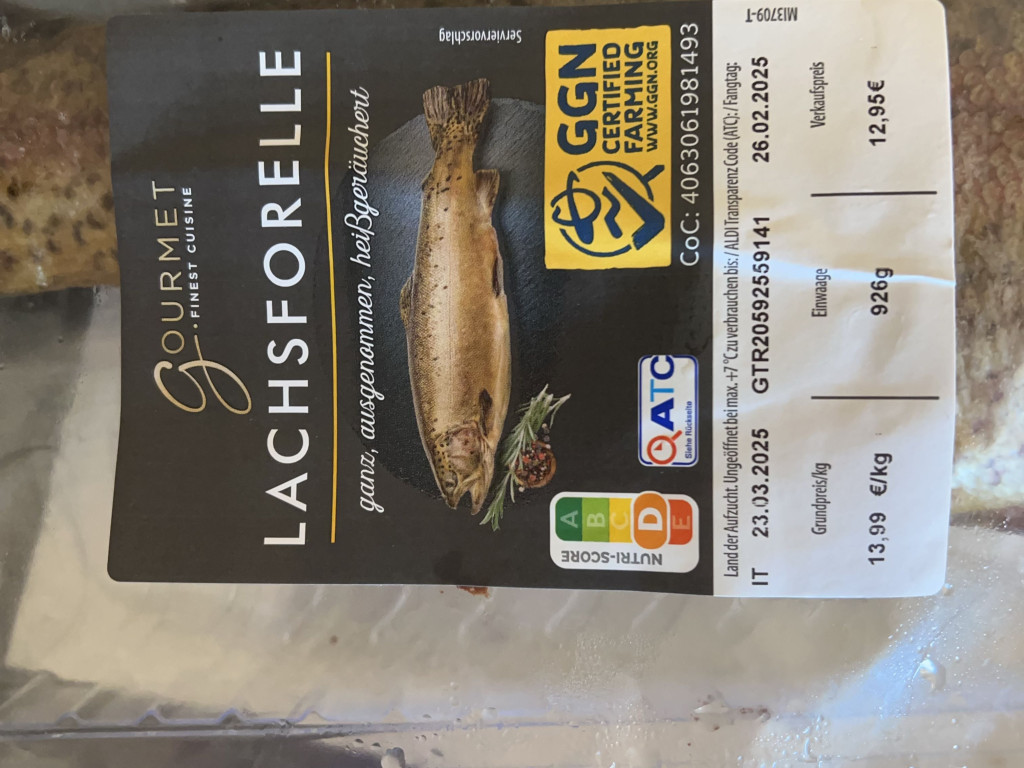 GOURMET
FINEST CUISINE
LACHSFORELLE
ganz, ausgenommen, heißgeräuchert
Serviervorschlag
NUTRI-SCORE
A B C D E
ATC
Siehe Rückseite
GGN
CERTIFIED
FARMING
WWW.GGN.ORG
CoC: 4063061981493
Land der Aufzucht: Ungeöffnet bei max. +7 °C zu verbrauchen bis: / ALDI Transparenz Code (ATC): / Fangtag:
IT 23.03.2025 GTR205925559141 26.02.2025
Grundpreis/kg Einwaage Verkaufspreis
13,99 €/kg 926g 12,95€
MI3709-T